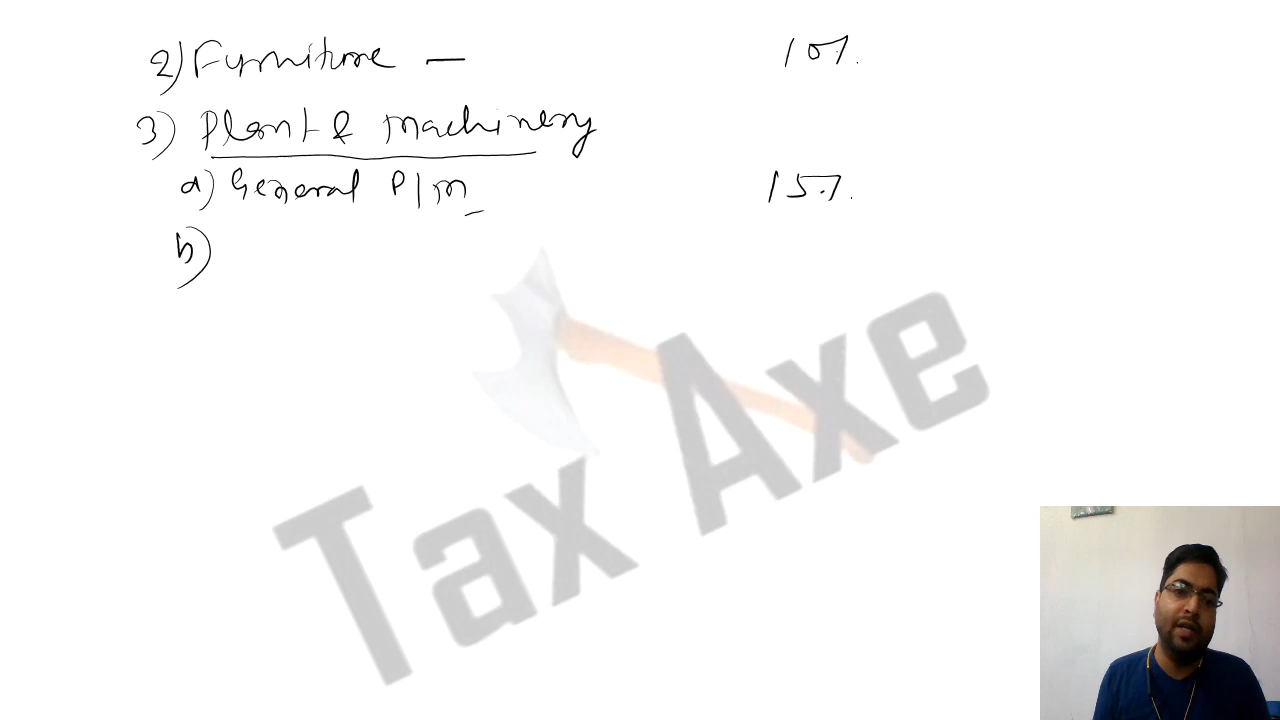 2) Furniture — 10%.
3) Plant & Machinery
a) General P/M 15%.
b)
Tax Axe